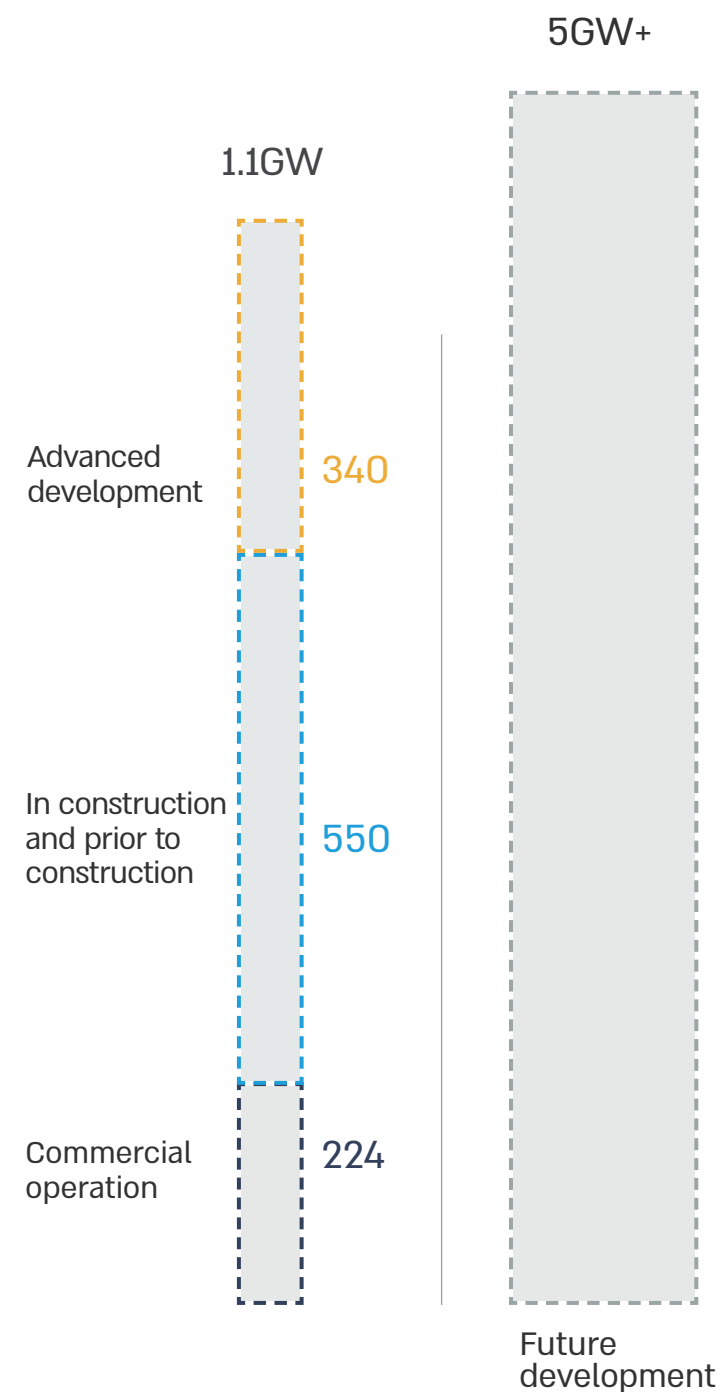 5GW+
1.1GW
Advanced
development
340
In construction
and prior to
construction
550
Commercial
operation
224
Future
development